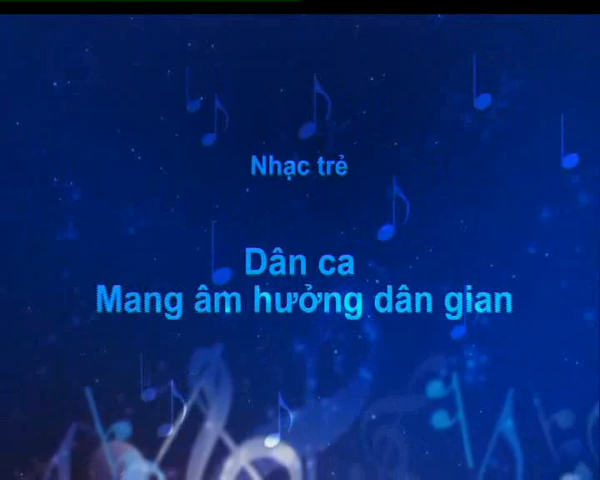 Nhạc trẻ
Dân ca
Mang âm hưởng dân gian